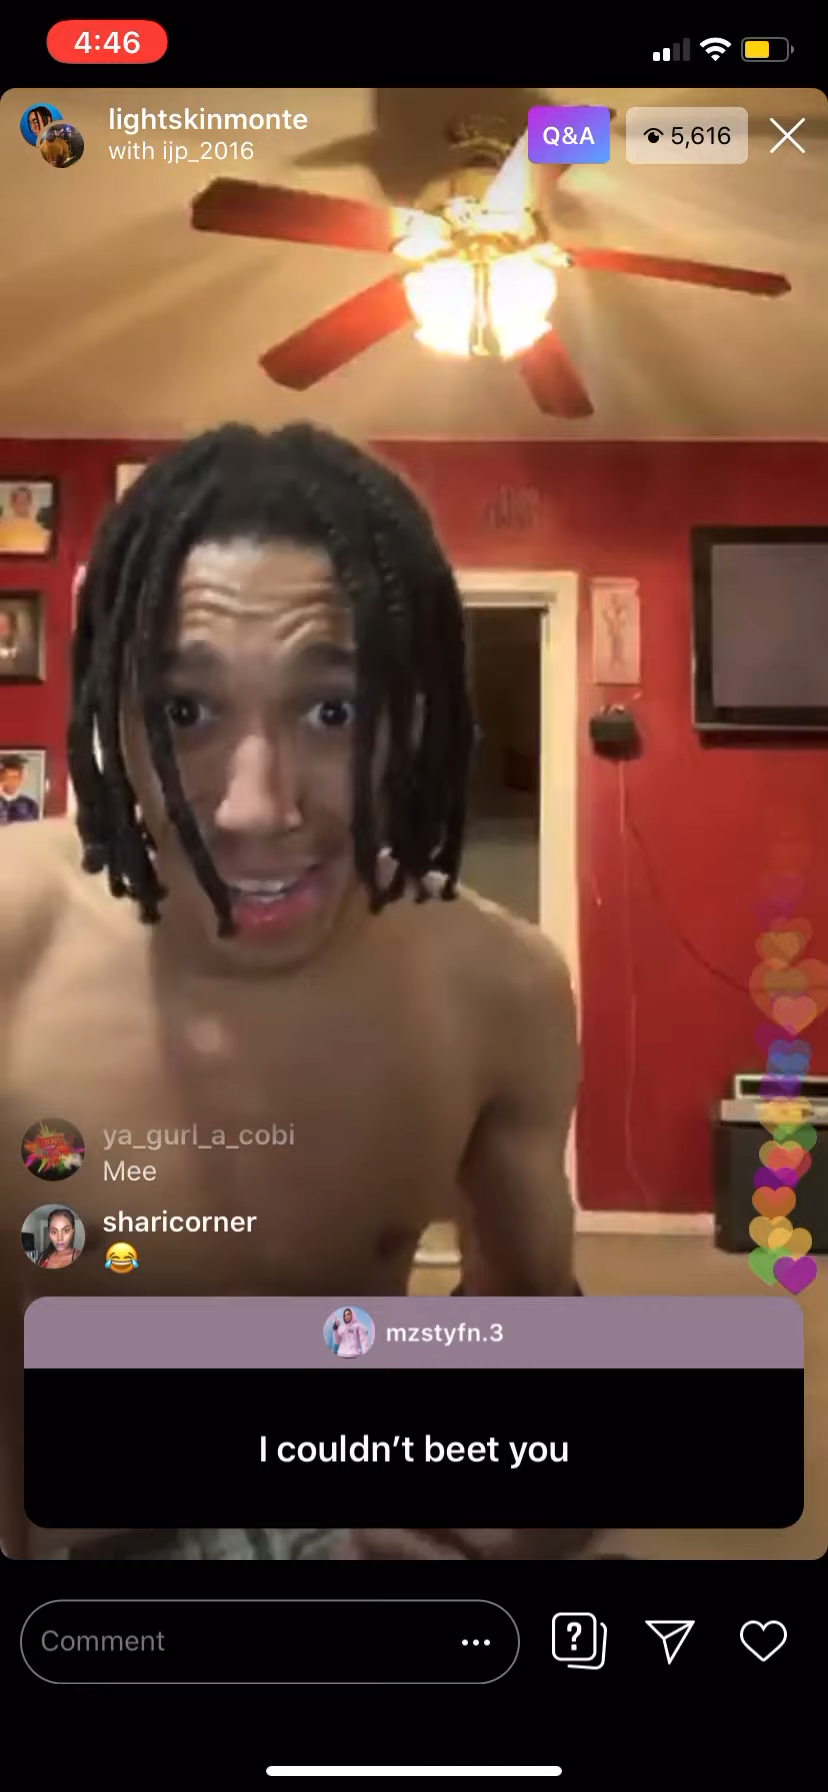 4:46
lightskinmonte
with ijp_2016
Q&A
5,616
ya_gurl_a_cobi
Mee
sharicorner
😂
mzstyfn.3
I couldn’t beet you
Comment